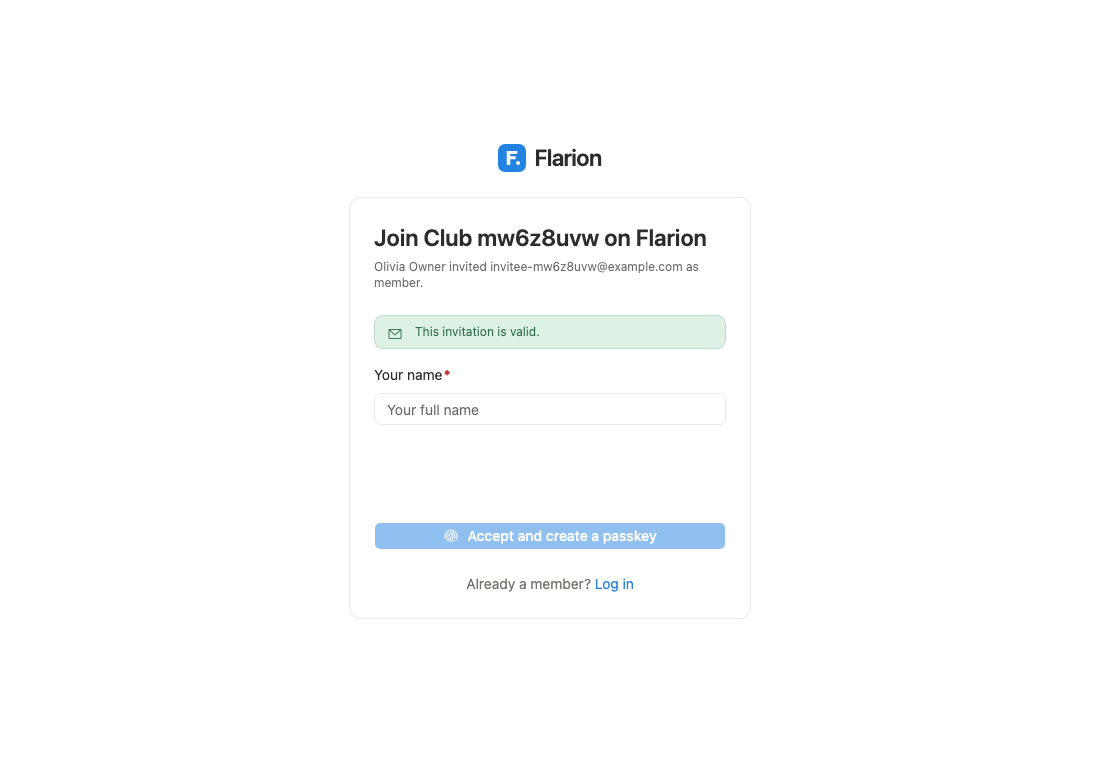 F. Flarion
Join Club mw6z8uvw on Flarion
Olivia Owner invited invitee-mw6z8uvw@example.com as
member.
This invitation is valid.
Your name*
Your full name
Accept and create a passkey
Already a member? Log in